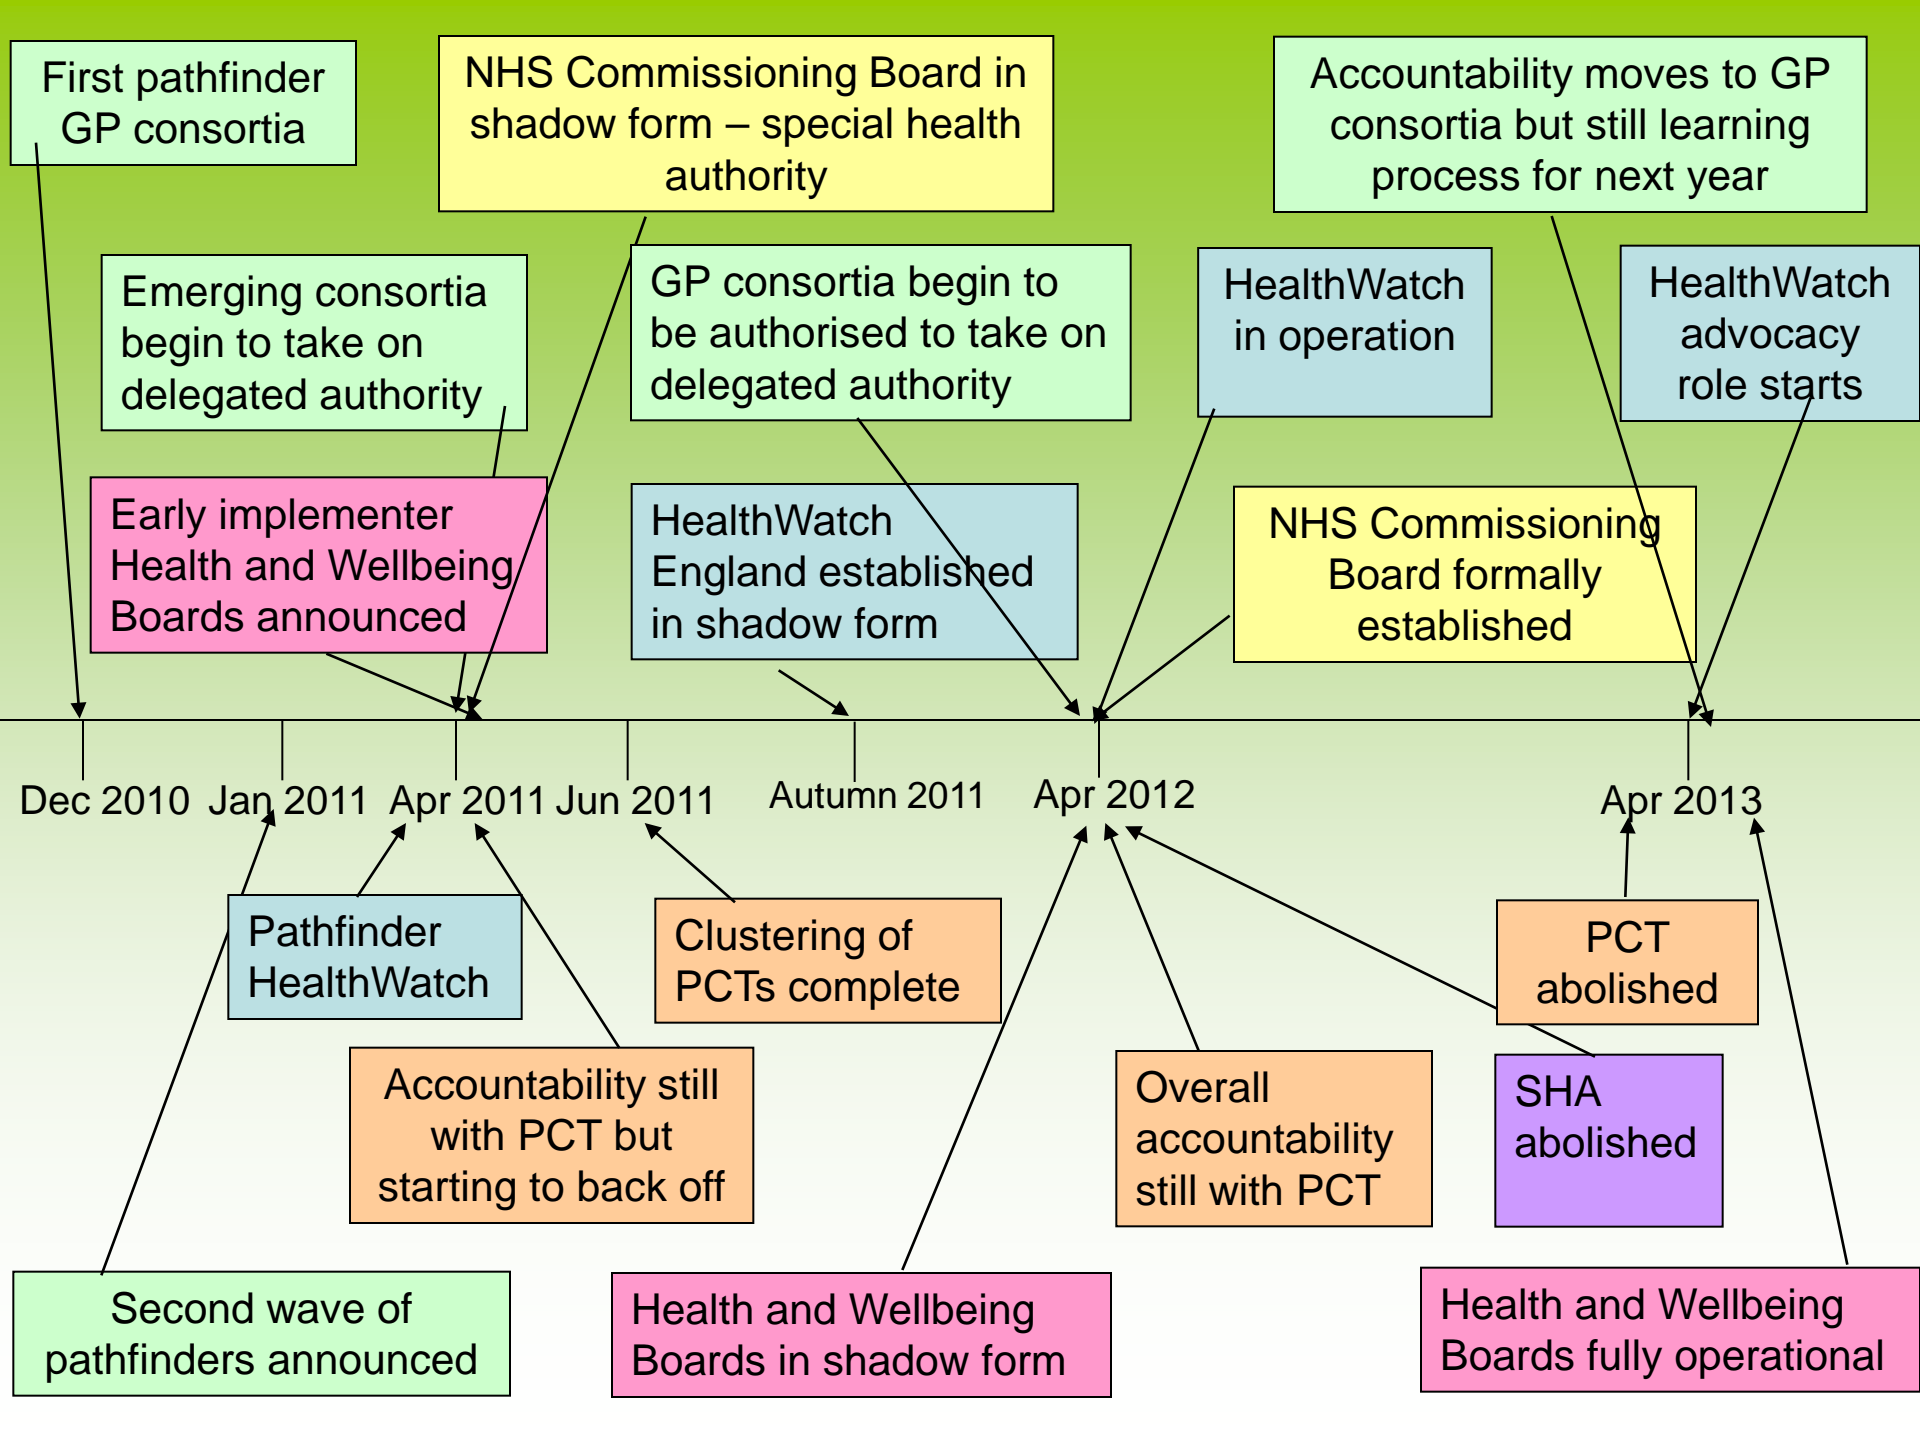 First pathfinder
GP consortia
NHS Commissioning Board in
shadow form – special health
authority
Accountability moves to GP
consortia but still learning
process for next year
Emerging consortia
begin to take on
delegated authority
GP consortia begin to
be authorised to take on
delegated authority
HealthWatch
in operation
HealthWatch
advocacy
role starts
Early implementer
Health and Wellbeing
Boards announced
HealthWatch
England established
in shadow form
NHS Commissioning
Board formally
established
Dec 2010
Jan 2011
Apr 2011
Jun 2011
Autumn 2011
Apr 2012
Apr 2013
Pathfinder
HealthWatch
Clustering of
PCTs complete
PCT
abolished
Accountability still
with PCT but
starting to back off
Overall
accountability
still with PCT
SHA
abolished
Second wave of
pathfinders announced
Health and Wellbeing
Boards in shadow form
Health and Wellbeing
Boards fully operational